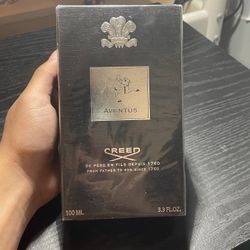 AVENTUS
CREED
DE PÈRE EN FILS DEPUIS 1760
FROM FATHER TO SON SINCE 1760
100 ML
3.3 FL.OZ.